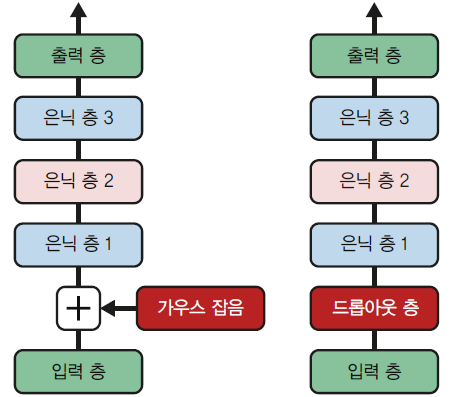 출력 층
은닉 층 3
은닉 층 2
은닉 층 1
가우스 잡음
입력 층
출력 층
은닉 층 3
은닉 층 2
은닉 층 1
드롭아웃 층
입력 층